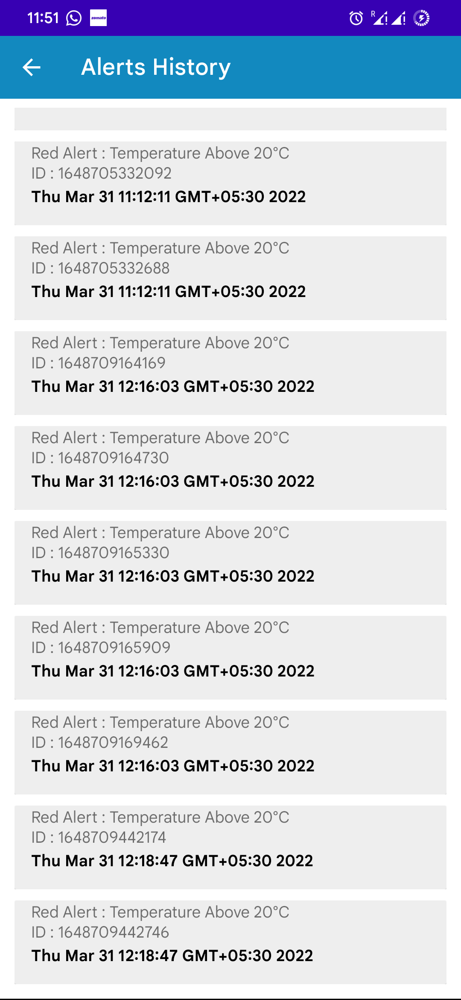 11:51 zomato R
Alerts History
Red Alert : Temperature Above 20°C
ID : 1648705332092
Thu Mar 31 11:12:11 GMT+05:30 2022
Red Alert : Temperature Above 20°C
ID : 1648705332688
Thu Mar 31 11:12:11 GMT+05:30 2022
Red Alert : Temperature Above 20°C
ID : 1648709164169
Thu Mar 31 12:16:03 GMT+05:30 2022
Red Alert : Temperature Above 20°C
ID : 1648709164730
Thu Mar 31 12:16:03 GMT+05:30 2022
Red Alert : Temperature Above 20°C
ID : 1648709165330
Thu Mar 31 12:16:03 GMT+05:30 2022
Red Alert : Temperature Above 20°C
ID : 1648709165909
Thu Mar 31 12:16:03 GMT+05:30 2022
Red Alert : Temperature Above 20°C
ID : 1648709169462
Thu Mar 31 12:16:03 GMT+05:30 2022
Red Alert : Temperature Above 20°C
ID : 1648709442174
Thu Mar 31 12:18:47 GMT+05:30 2022
Red Alert : Temperature Above 20°C
ID : 1648709442746
Thu Mar 31 12:18:47 GMT+05:30 2022